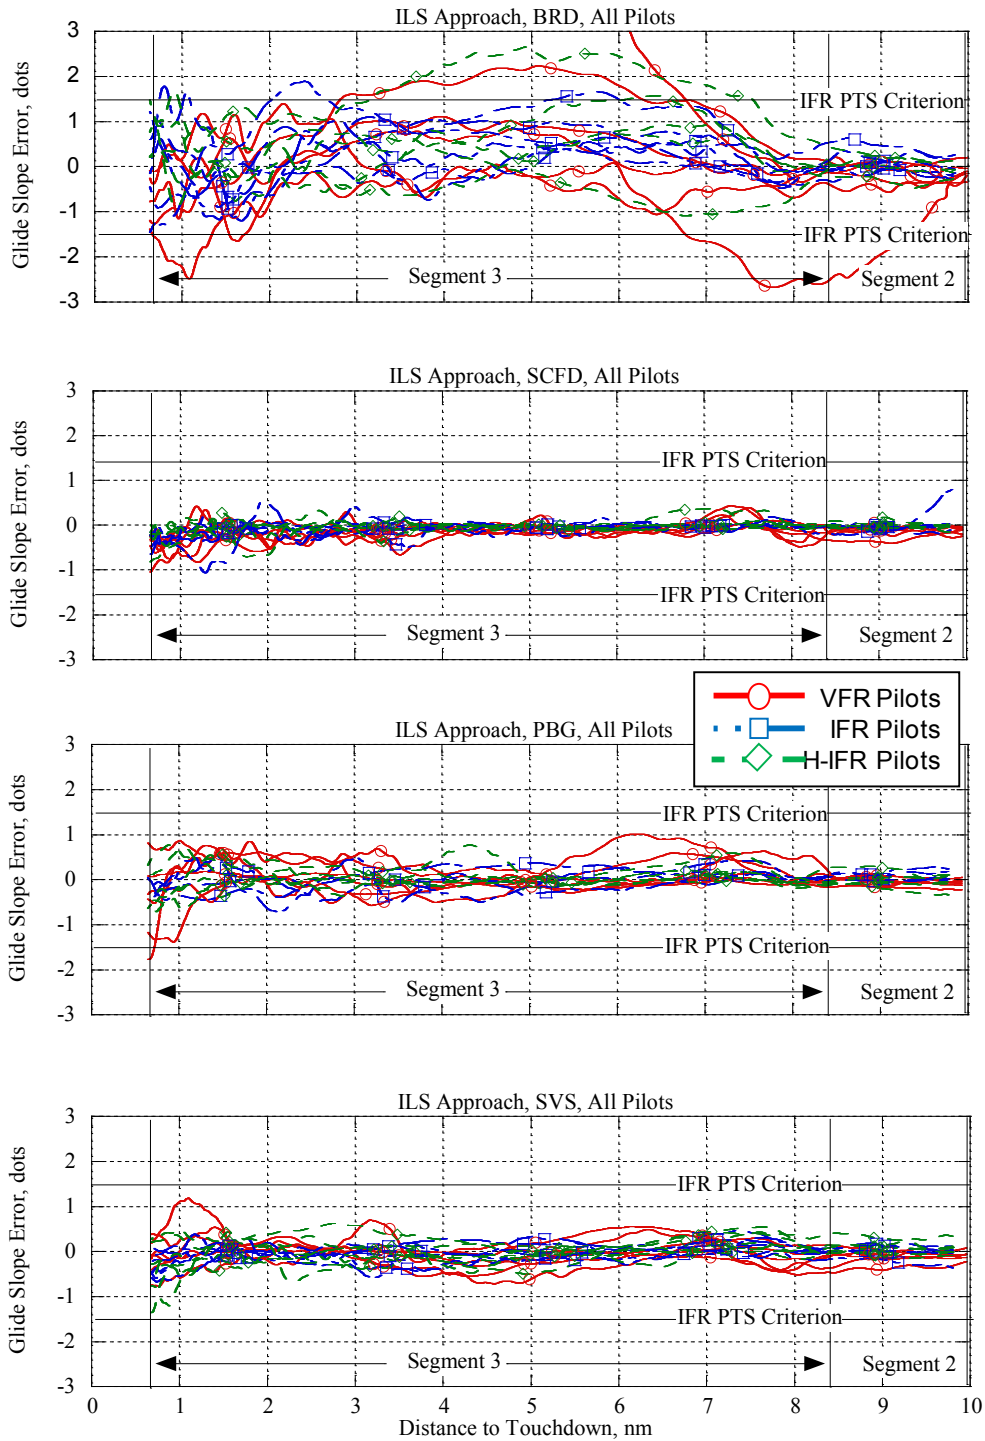 ILS Approach, BRD, All Pilots
3
2
IFR PTS Criterion
1
0
-1
IFR PTS Criterion
-2
Segment 3
Segment 2
-3
Glide Slope Error, dots
ILS Approach, SCFD, All Pilots
3
2
IFR PTS Criterion
1
0
-1
IFR PTS Criterion
-2
Segment 3
Segment 2
-3
Glide Slope Error, dots
VFR Pilots
IFR Pilots
H-IFR Pilots
ILS Approach, PBG, All Pilots
3
2
IFR PTS Criterion
1
0
-1
IFR PTS Criterion
-2
Segment 3
Segment 2
-3
Glide Slope Error, dots
ILS Approach, SVS, All Pilots
3
2
IFR PTS Criterion
1
0
-1
IFR PTS Criterion
-2
Segment 3
Segment 2
-3
Glide Slope Error, dots
0 1 2 3 4 5 6 7 8 9 10
Distance to Touchdown, nm